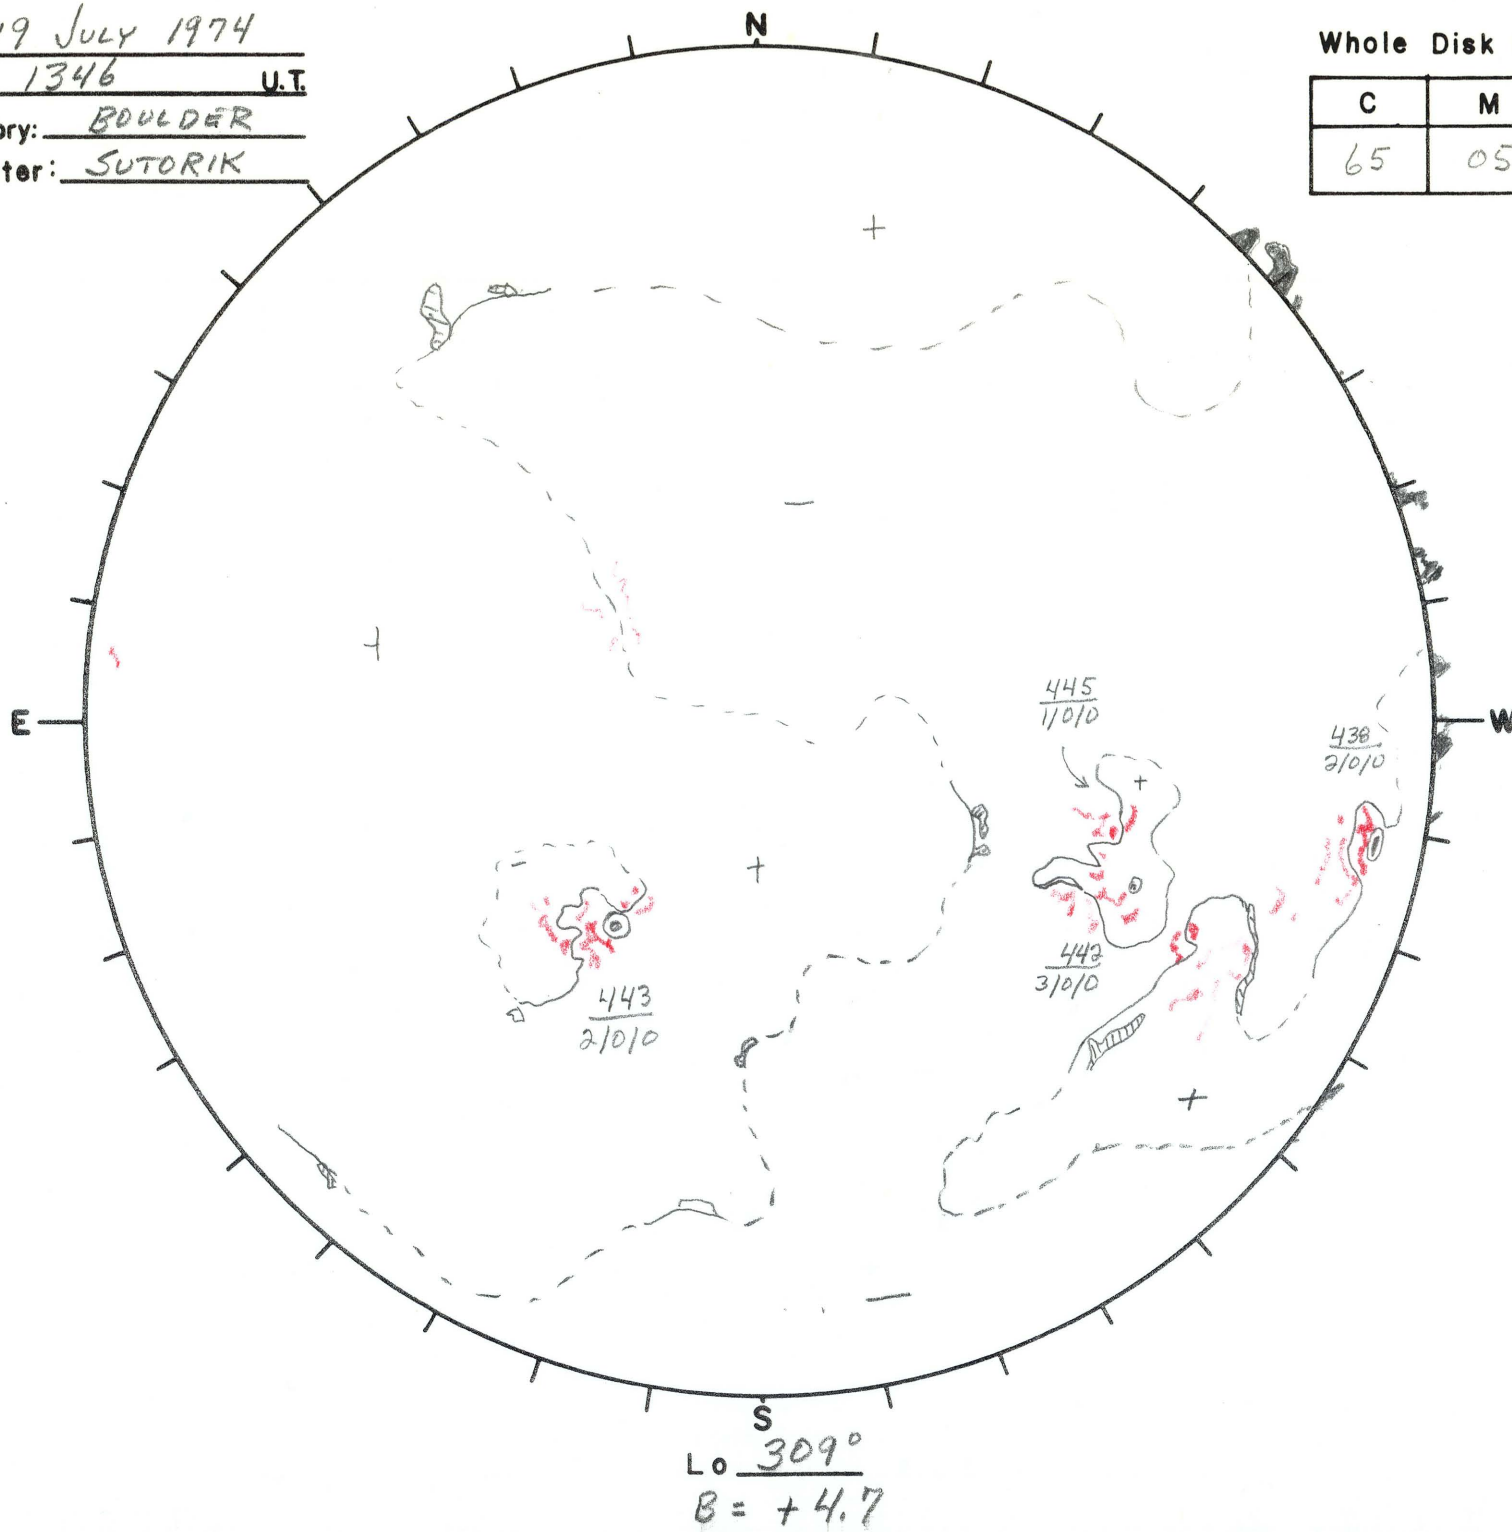 19 JULY 1974
1346 U.T.
ory: BOULDER
ter: SUTORIK
N
Whole Disk
C M
65 05
+
-
+
E
445
1/0/0
W
438
2/0/0
+
-
+
443
2/0/0
442
3/0/0
+
-
S
Lo 309°
B = +4.7